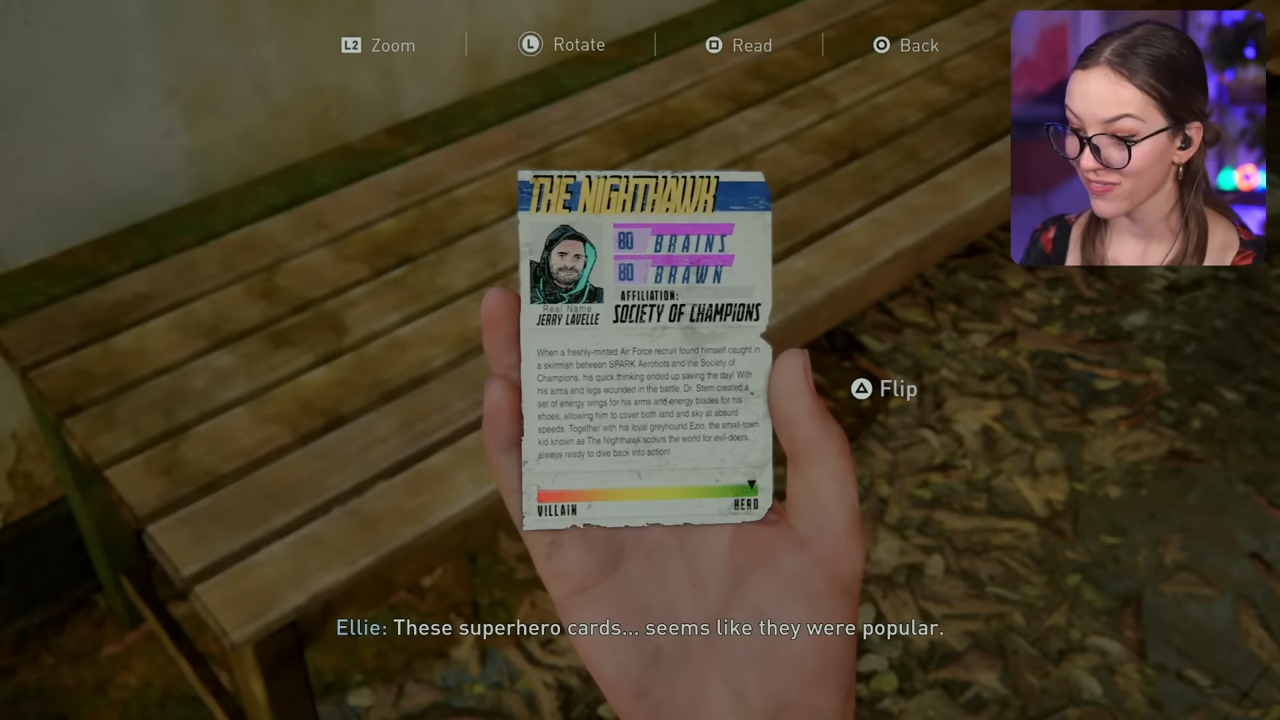 L2 Zoom
L Rotate
Read
Back
THE NIGHTHAWK
80 BRAINS
80 BRAWN
AFFILIATION:
SOCIETY OF CHAMPIONS
Real Name
JERRY LAVELLE
When a freshly-minted Air Force recruit found himself caught in
a skirmish between SPARK Aerobots and the Society of
Champions, his quick thinking ended up saving the day! With
his arms and legs wounded in the battle, Dr. Stem created a
set of energy wings for his arms and energy blades for his
shoes, allowing him to cover both land and sky at absurd
speeds. Together with his loyal greyhound Ezio, the small-town
kid known as The Nighthawk scours the world for evil-doers,
always ready to dive back into action!
VILLAIN
HERO
Flip
Ellie: These superhero cards... seems like they were popular.